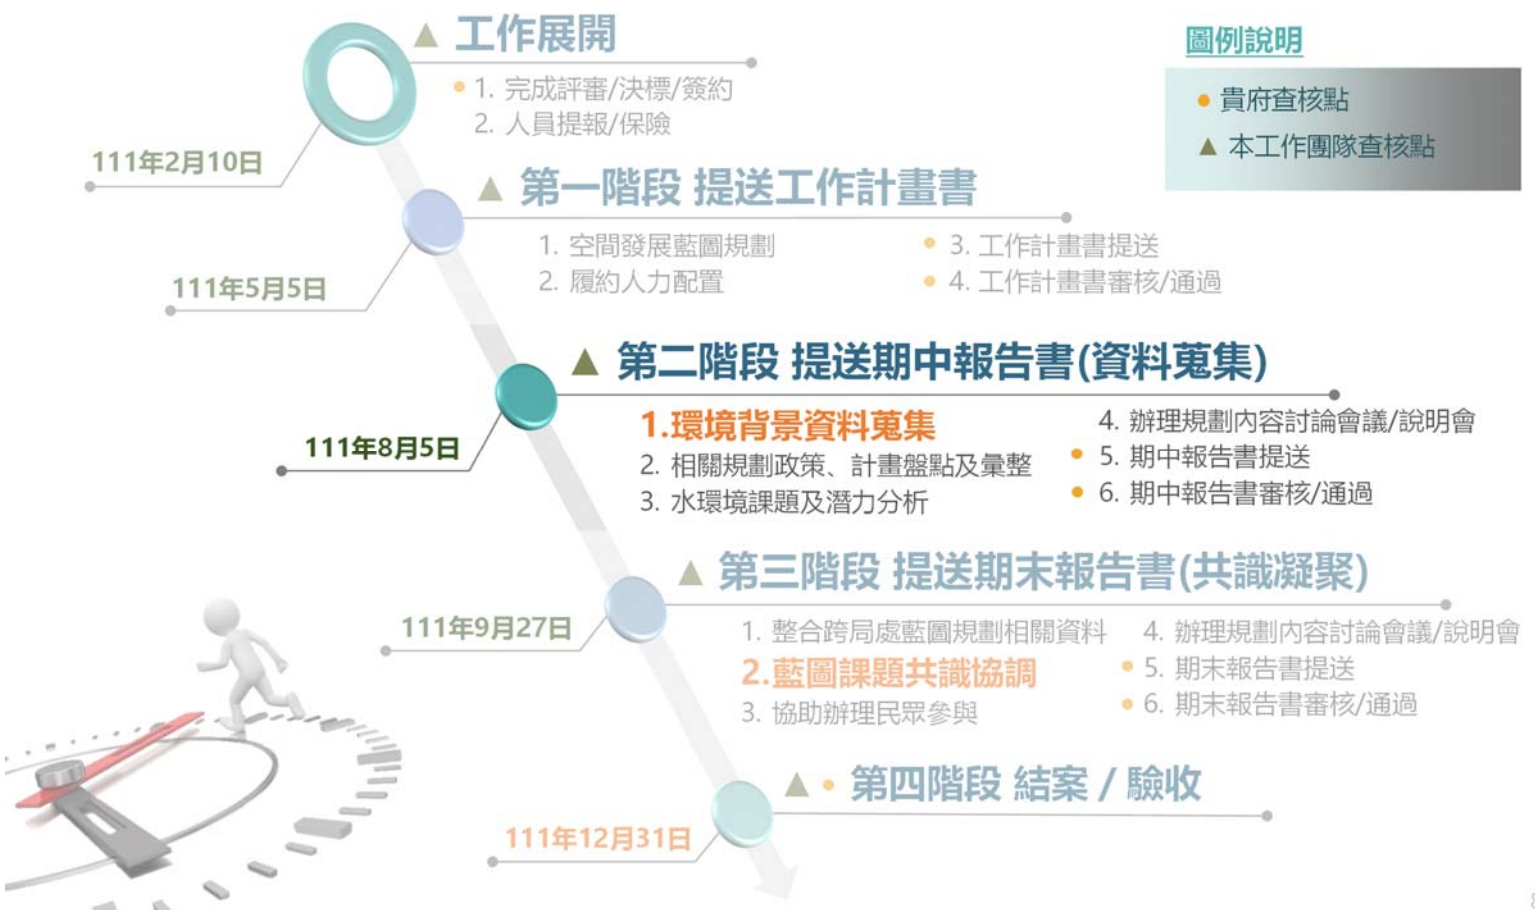 ▲ 工作展開
• 1. 完成評審/決標/簽約
2. 人員提報/保險
圖例說明
• 貴府查核點
▲ 本工作團隊查核點
111年2月10日
▲ 第一階段 提送工作計畫書
1. 空間發展藍圖規劃
2. 履約人力配置
• 3. 工作計畫書提送
• 4. 工作計畫書審核/通過
111年5月5日
▲ 第二階段 提送期中報告書(資料蒐集)
1.環境背景資料蒐集
2. 相關規劃政策、計畫盤點及彙整
3. 水環境課題及潛力分析
4. 辦理規劃內容討論會議/說明會
• 5. 期中報告書提送
• 6. 期中報告書審核/通過
111年8月5日
▲ 第三階段 提送期末報告書(共識凝聚)
1. 整合跨局處藍圖規劃相關資料
2.藍圖課題共識協調
3. 協助辦理民眾參與
4. 辦理規劃內容討論會議/說明會
• 5. 期末報告書提送
• 6. 期末報告書審核/通過
111年9月27日
▲ • 第四階段 結案 / 驗收
111年12月31日